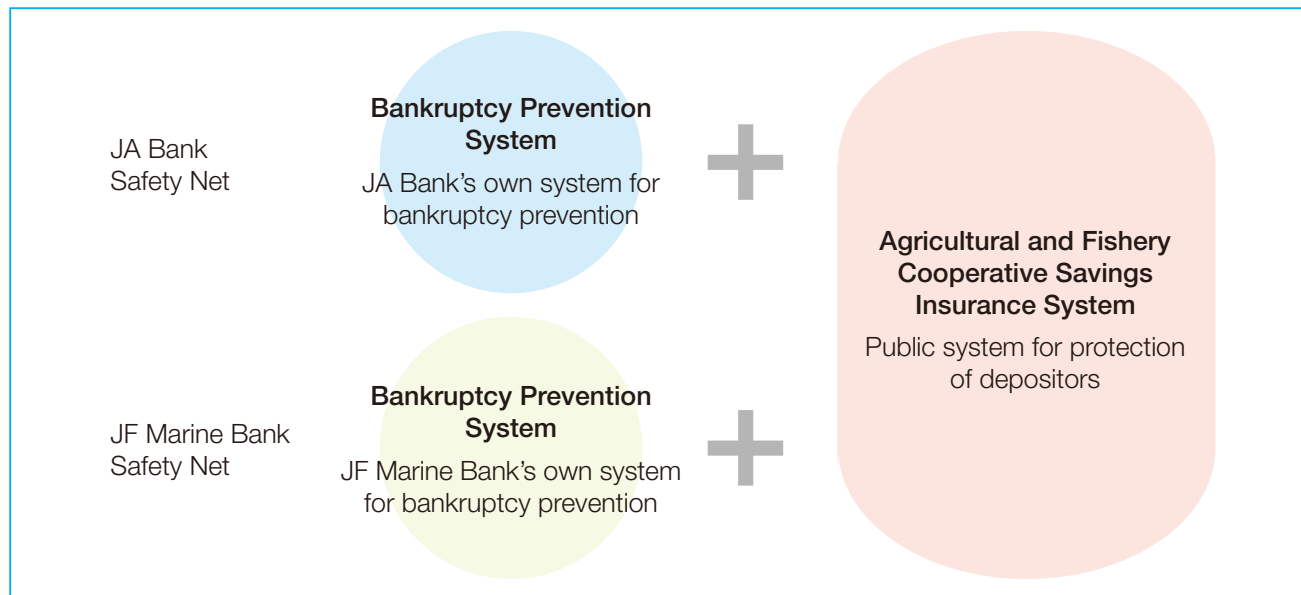 JA Bank
Safety Net
Bankruptcy Prevention
System
JA Bank’s own system for
bankruptcy prevention
JF Marine Bank
Safety Net
Bankruptcy Prevention
System
JF Marine Bank’s own system
for bankruptcy prevention
Agricultural and Fishery
Cooperative Savings
Insurance System
Public system for protection
of depositors